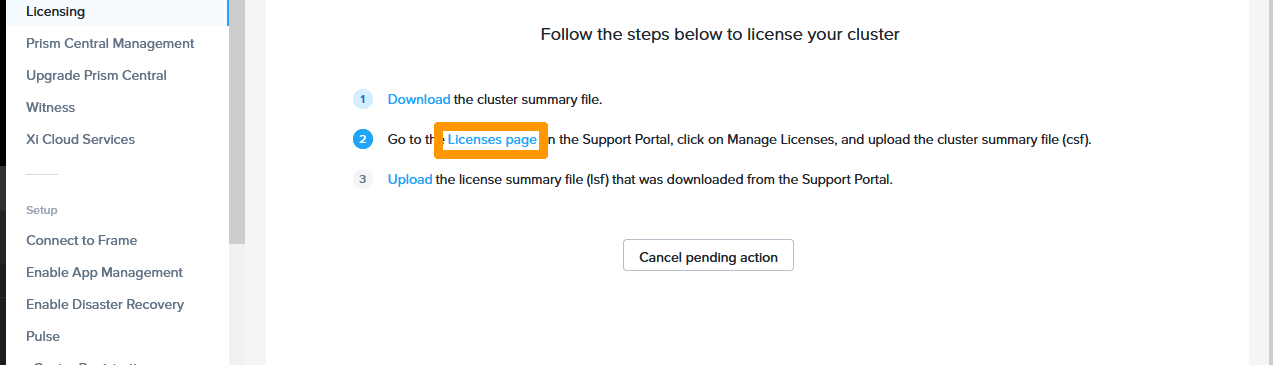 Licensing
Prism Central Management
Upgrade Prism Central
Witness
Xi Cloud Services
Setup
Connect to Frame
Enable App Management
Enable Disaster Recovery
Pulse
Follow the steps below to license your cluster
1 Download the cluster summary file.
2 Go to th Licenses page n the Support Portal, click on Manage Licenses, and upload the cluster summary file (csf).
3 Upload the license summary file (lsf) that was downloaded from the Support Portal.
Cancel pending action